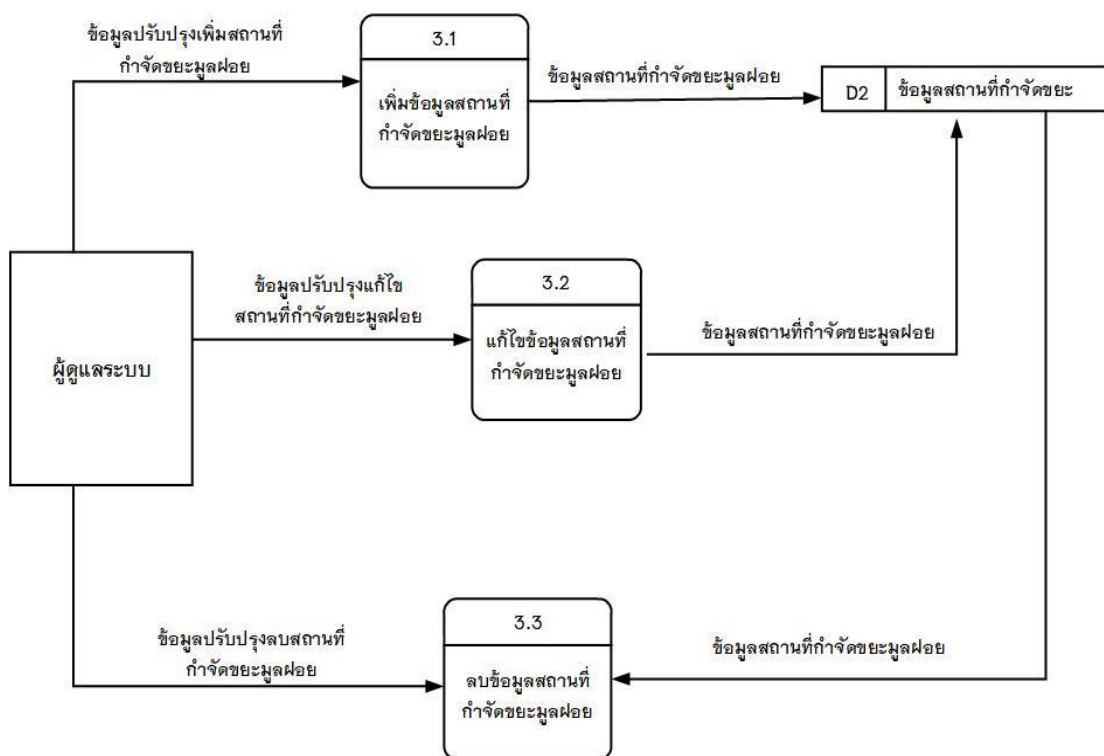 ข้อมูลปรับปรุงเพิ่มสถานที่
กำจัดขยะมูลฝอย
3.1
เพิ่มข้อมูลสถานที่
กำจัดขยะมูลฝอย
ข้อมูลสถานที่กำจัดขยะมูลฝอย
D2 ข้อมูลสถานที่กำจัดขยะ
ผู้ดูแลระบบ
ข้อมูลปรับปรุงแก้ไข
สถานที่กำจัดขยะมูลฝอย
3.2
แก้ไขข้อมูลสถานที่
กำจัดขยะมูลฝอย
ข้อมูลสถานที่กำจัดขยะมูลฝอย
ข้อมูลปรับปรุงลบสถานที่
กำจัดขยะมูลฝอย
3.3
ลบข้อมูลสถานที่
กำจัดขยะมูลฝอย
ข้อมูลสถานที่กำจัดขยะมูลฝอย